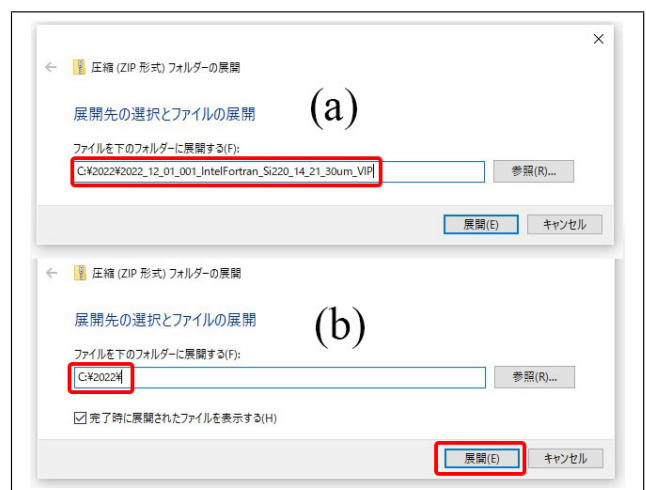 ×
← 圧縮 (ZIP 形式) フォルダーの展開
展開先の選択とファイルの展開
(a)
ファイルを下のフォルダーに展開する(F):
C:¥2022¥2022_12_01_001_IntelFortran_Si220_14_21_30um_VIP
参照(R)...
展開(E) キャンセル
← 圧縮 (ZIP 形式) フォルダーの展開
展開先の選択とファイルの展開
(b)
ファイルを下のフォルダーに展開する(F):
C:¥2022¥
参照(R)...
完了時に展開されたファイルを表示する(H)
展開(E) キャンセル